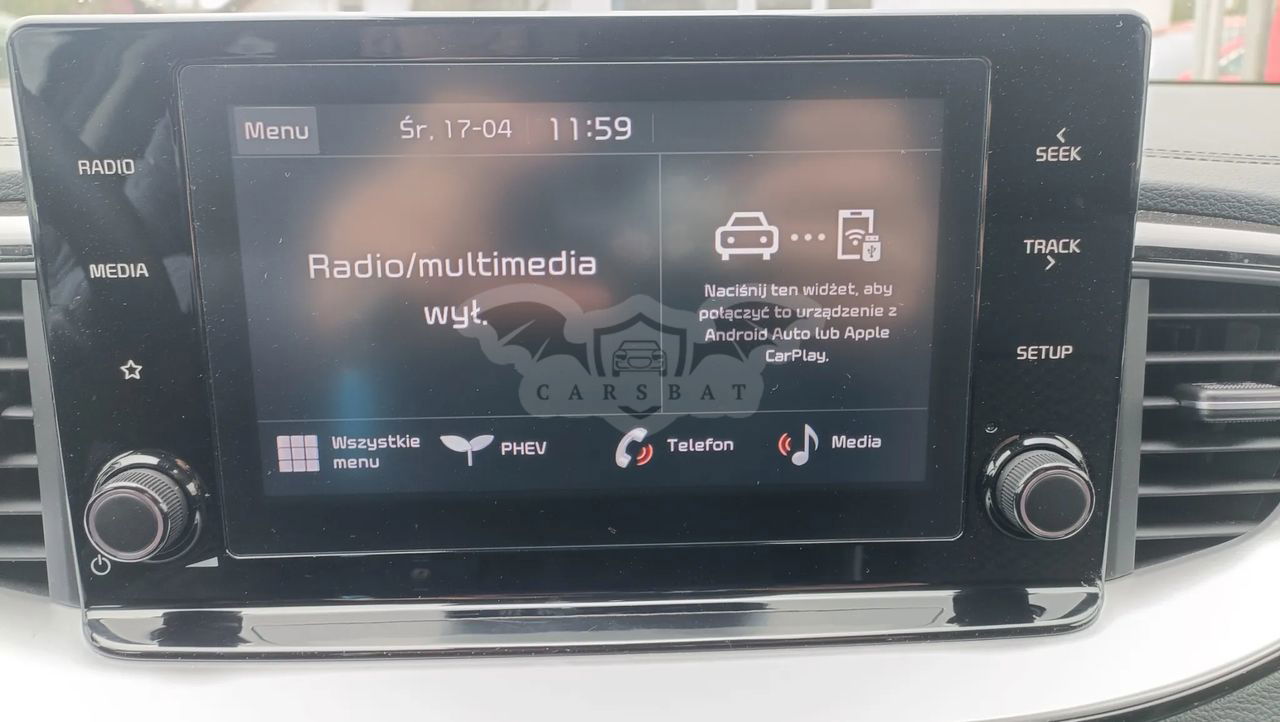 Menu
Śr, 17-04
11:59
RADIO
MEDIA
SEEK
TRACK
SETUP
Radio/multimedia
wył.
Naciśnij ten widżet, aby
połączyć to urządzenie z
Android Auto lub Apple
CarPlay.
CARSBAT
Wszystkie
menu
PHEV
Telefon
Media